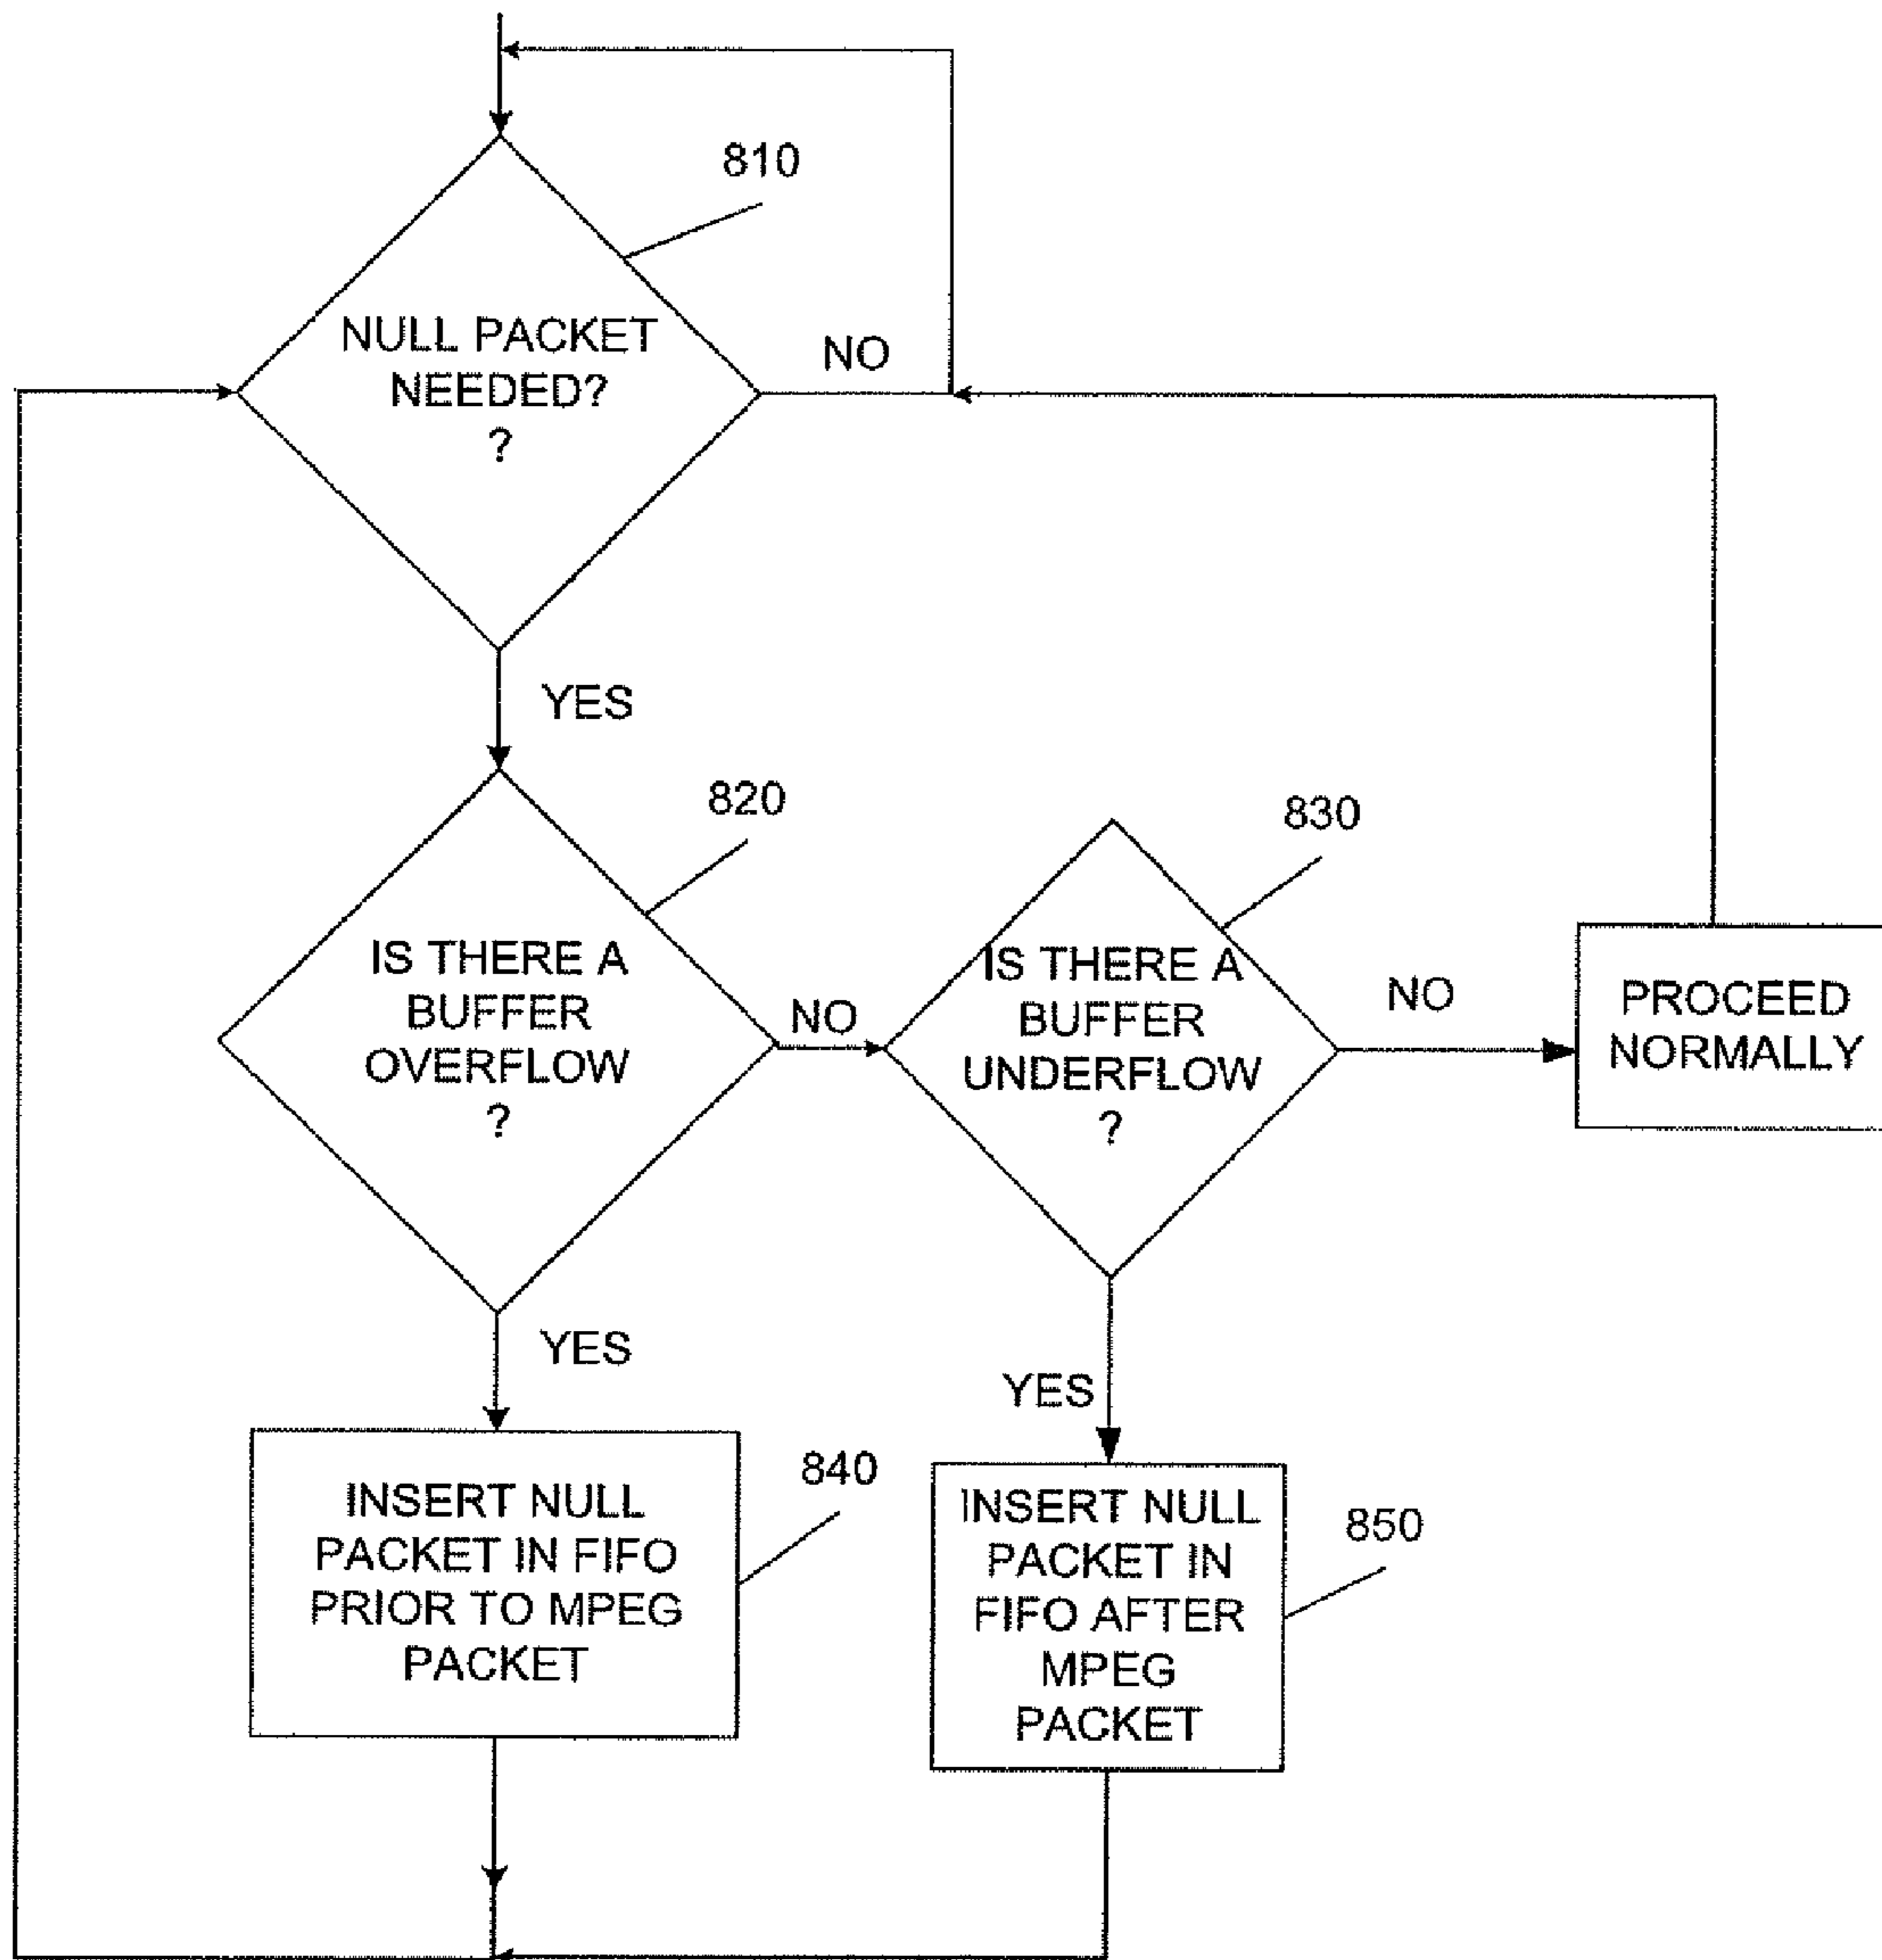 810
NULL PACKET
NEEDED?
?
NO
YES
820
IS THERE A
BUFFER
OVERFLOW
?
NO
830
IS THERE A
BUFFER
UNDERFLOW
?
NO
PROCEED
NORMALLY
YES
YES
840
INSERT NULL
PACKET IN FIFO
PRIOR TO MPEG
PACKET
850
INSERT NULL
PACKET IN
FIFO AFTER
MPEG
PACKET